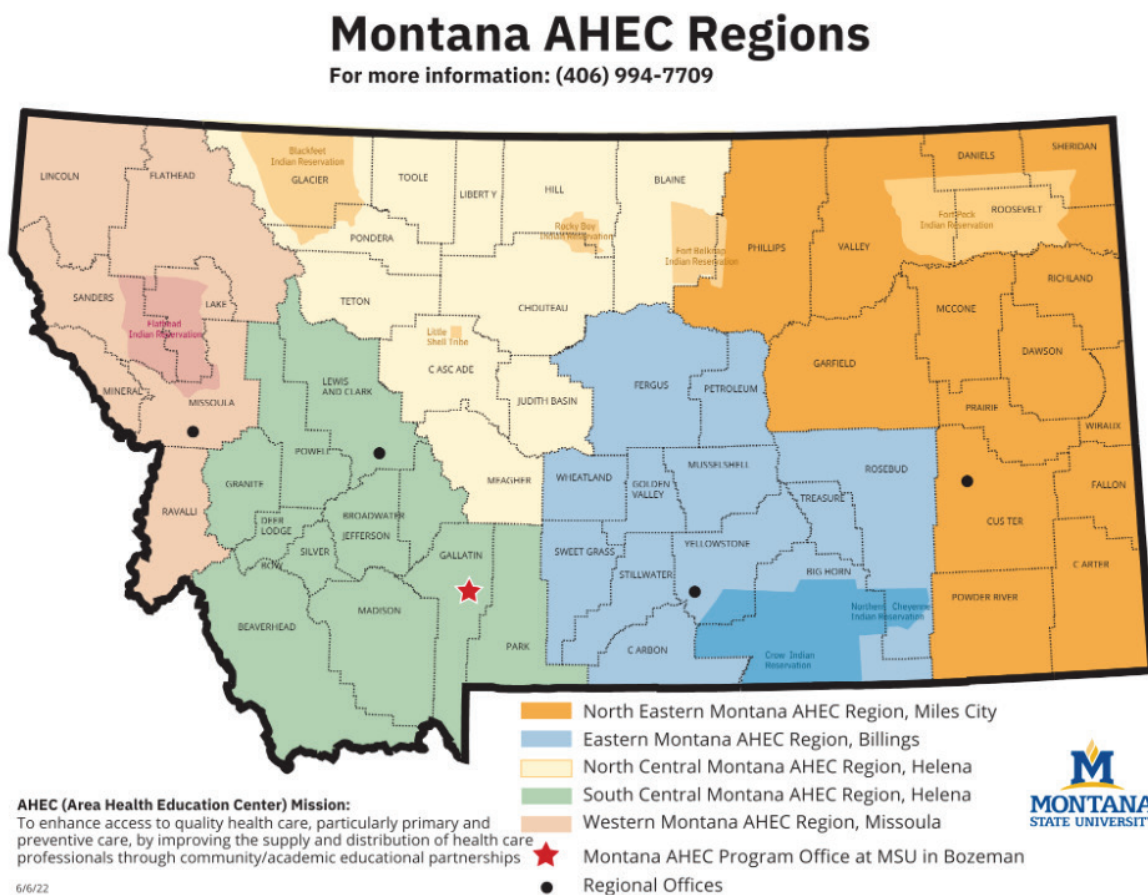 Montana AHEC Regions
For more information: (406) 994-7709
LINCOLN
FLATHEAD
Blackfeet
Indian Reservation
GLACIER
TOOLE
LIBERT Y
HILL
BLAINE
DANIELS
SHERIDAN
ROOSEVELT
Fort Peck
Indian Reservation
Rocky Boy
Indian Reservation
PONDERA
Fort Belknap
Indian Reservation
PHILLIPS
VALLEY
RICHLAND
SANDERS
LAKE
TETON
CHOUTEAU
MCCONE
Flathead
Indian Reservation
Little
Shell Tribe
DAWSON
GARFIELD
C ASC ADE
LEWIS
AND CLARK
FERGUS
PETROLEUM
MINERAL
MISSOULA
JUDITH BASIN
PRAIRIE
WIBAUX
POWELL
MEAGHER
WHEATLAND
GOLDEN
VALLEY
MUSSELSHELL
ROSEBUD
GRANITE
TREASURE
FALLON
RAVALLI
DEER
LODGE
BROADWATER
JEFFERSON
CUS TER
SILVER
BOW
GALLATIN
SWEET GRASS
STILLWATER
YELLOWSTONE
BIG HORN
C ARTER
POWDER RIVER
MADISON
BEAVERHEAD
PARK
C ARBON
Northern Cheyenne
Indian Reservation
Crow Indian
Reservation
North Eastern Montana AHEC Region, Miles City
Eastern Montana AHEC Region, Billings
North Central Montana AHEC Region, Helena
South Central Montana AHEC Region, Helena
Western Montana AHEC Region, Missoula
Montana AHEC Program Office at MSU in Bozeman
Regional Offices
AHEC (Area Health Education Center) Mission:
To enhance access to quality health care, particularly primary and
preventive care, by improving the supply and distribution of health care
professionals through community/academic educational partnerships
6/6/22
M
MONTANA
STATE UNIVERSITY